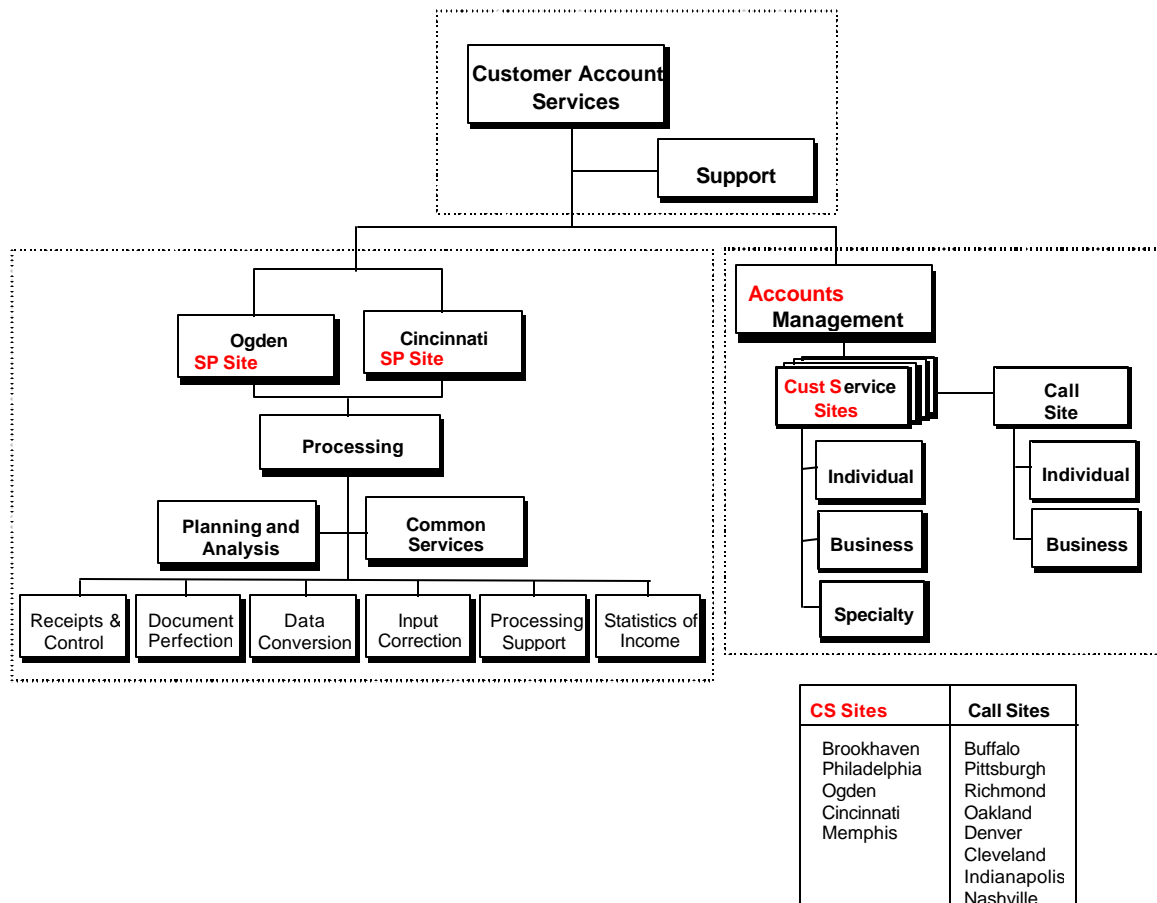 Customer Account
Services
Support
Ogden
SP Site
Cincinnati
SP Site
Processing
Planning and
Analysis
Common
Services
Receipts &
Control
Document
Perfection
Data
Conversion
Input
Correction
Processing
Support
Statistics of
Income
Accounts
Management
Cust Service
Sites
Individual
Business
Specialty
Call
Site
Individual
Business
CS Sites
Brookhaven
Philadelphia
Ogden
Cincinnati
Memphis
Call Sites
Buffalo
Pittsburgh
Richmond
Oakland
Denver
Cleveland
Indianapolis
Nashville